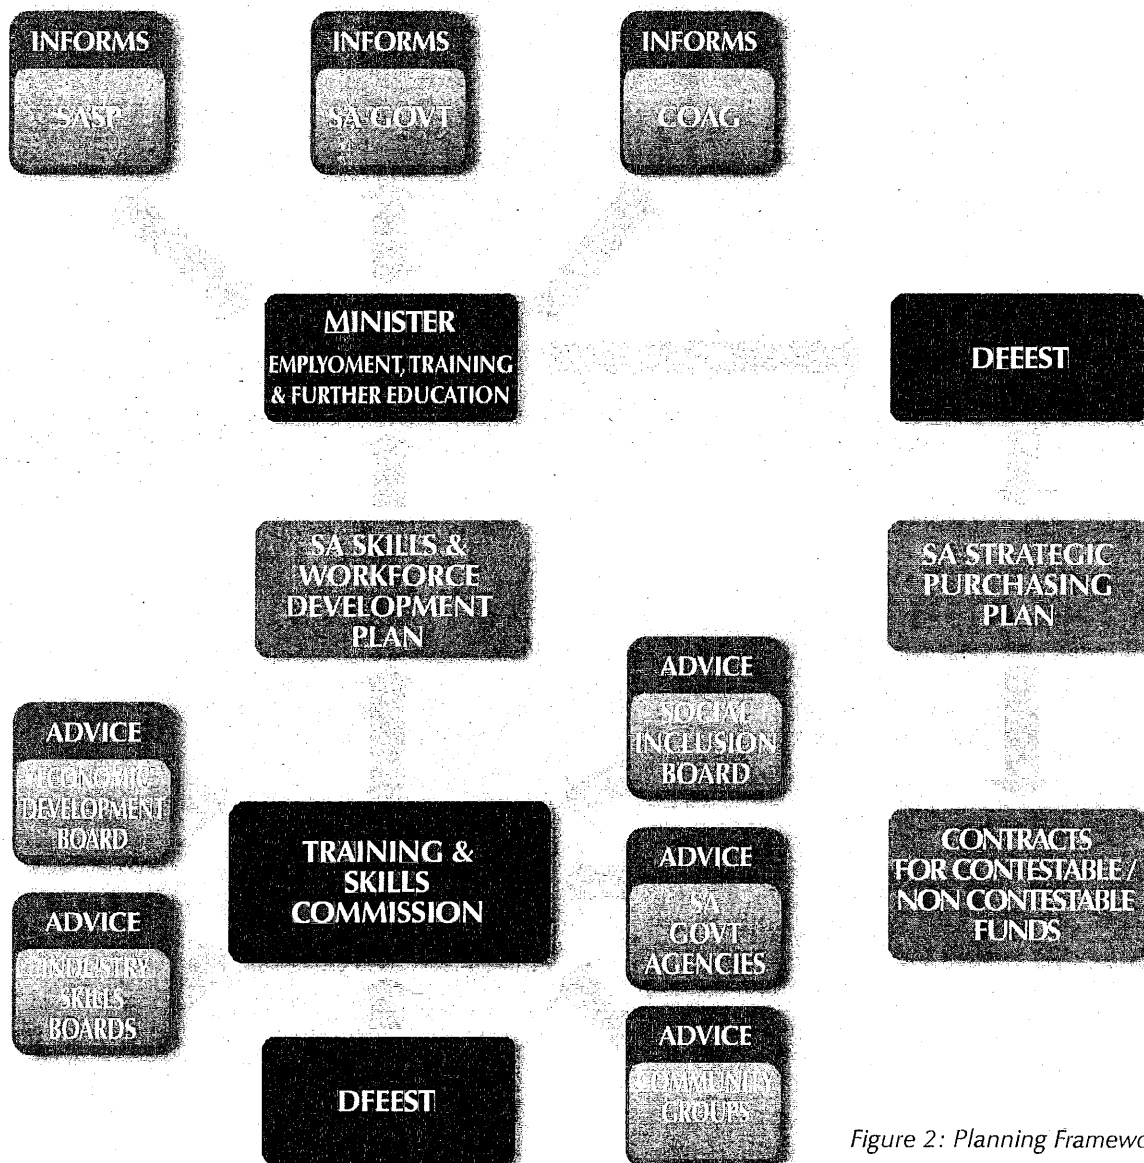 INFORMS
SASP
INFORMS
SA GOVT
INFORMS
COAG
MINISTER
EMPLYOMENT, TRAINING
& FURTHER EDUCATION
DFEEST
SA SKILLS &
WORKFORCE
DEVELOPMENT
PLAN
SA STRATEGIC
PURCHASING
PLAN
ADVICE
ECONOMIC
DEVELOPMENT
BOARD
ADVICE
SOCIAL
INCLUSION
BOARD
TRAINING &
SKILLS
COMMISSION
ADVICE
SA
GOVT
AGENCIES
CONTRACTS
FOR CONTESTABLE /
NON CONTESTABLE
FUNDS
ADVICE
INDUSTRY
SKILLS
BOARDS
DFEEST
ADVICE
COMMUNITY
GROUPS
Figure 2: Planning Framewo